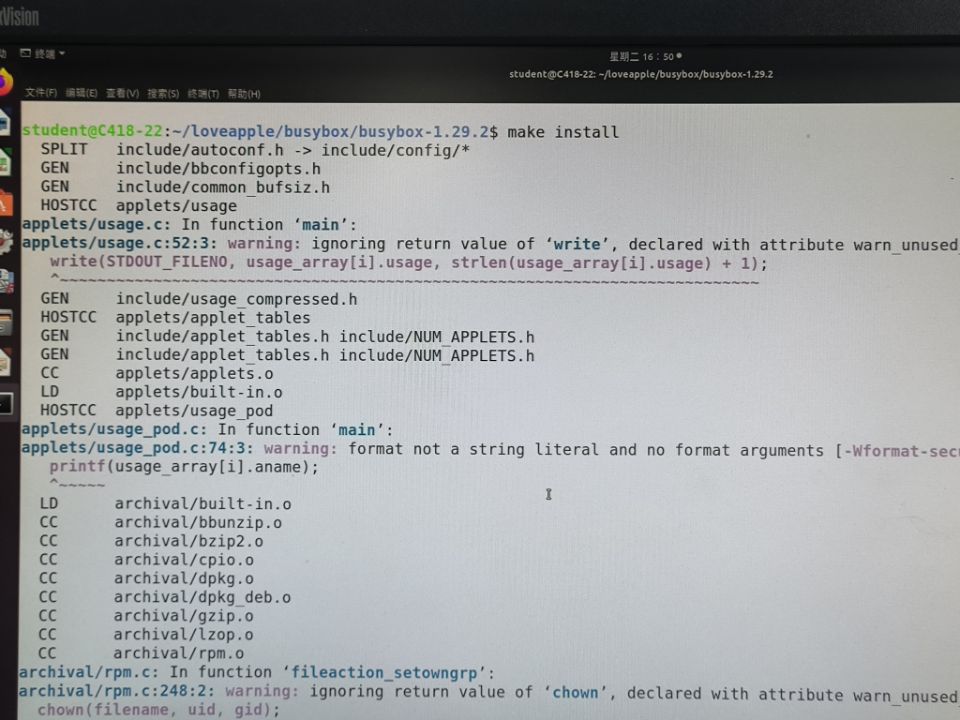 xVision
助 终端
星期二 16：50
student@C418-22: ~/loveapple/busybox/busybox-1.29.2
文件(F) 编辑(E) 查看(V) 搜索(S) 终端(T) 帮助(H)
student@C418-22:~/loveapple/busybox/busybox-1.29.2$ make install
SPLIT include/autoconf.h -> include/config/*
GEN include/bbconfigopts.h
GEN include/common_bufsiz.h
HOSTCC applets/usage
applets/usage.c: In function ‘main’:
applets/usage.c:52:3: warning: ignoring return value of ‘write’, declared with attribute warn_unused_
write(STDOUT_FILENO, usage_array[i].usage, strlen(usage_array[i].usage) + 1);
^~~~~~~~~~~~~~~~~~~~~~~~~~~~~~~~~~~~~~~~~~~~~~~~~~~~~~~~~~~~~~~~~~~~~~~~~~~~
GEN include/usage_compressed.h
HOSTCC applets/applet_tables
GEN include/applet_tables.h include/NUM_APPLETS.h
GEN include/applet_tables.h include/NUM_APPLETS.h
CC applets/applets.o
LD applets/built-in.o
HOSTCC applets/usage_pod
applets/usage_pod.c: In function ‘main’:
applets/usage_pod.c:74:3: warning: format not a string literal and no format arguments [-Wformat-secu
printf(usage_array[i].aname);
^~~~~~
LD archival/built-in.o
CC archival/bbunzip.o
CC archival/bzip2.o
CC archival/cpio.o
CC archival/dpkg.o
CC archival/dpkg_deb.o
CC archival/gzip.o
CC archival/lzop.o
CC archival/rpm.o
archival/rpm.c: In function ‘fileaction_setowngrp’:
archival/rpm.c:248:2: warning: ignoring return value of ‘chown’, declared with attribute warn_unused_
chown(filename, uid, gid);